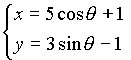 x = 5cosθ+1
y = 3sinθ−1